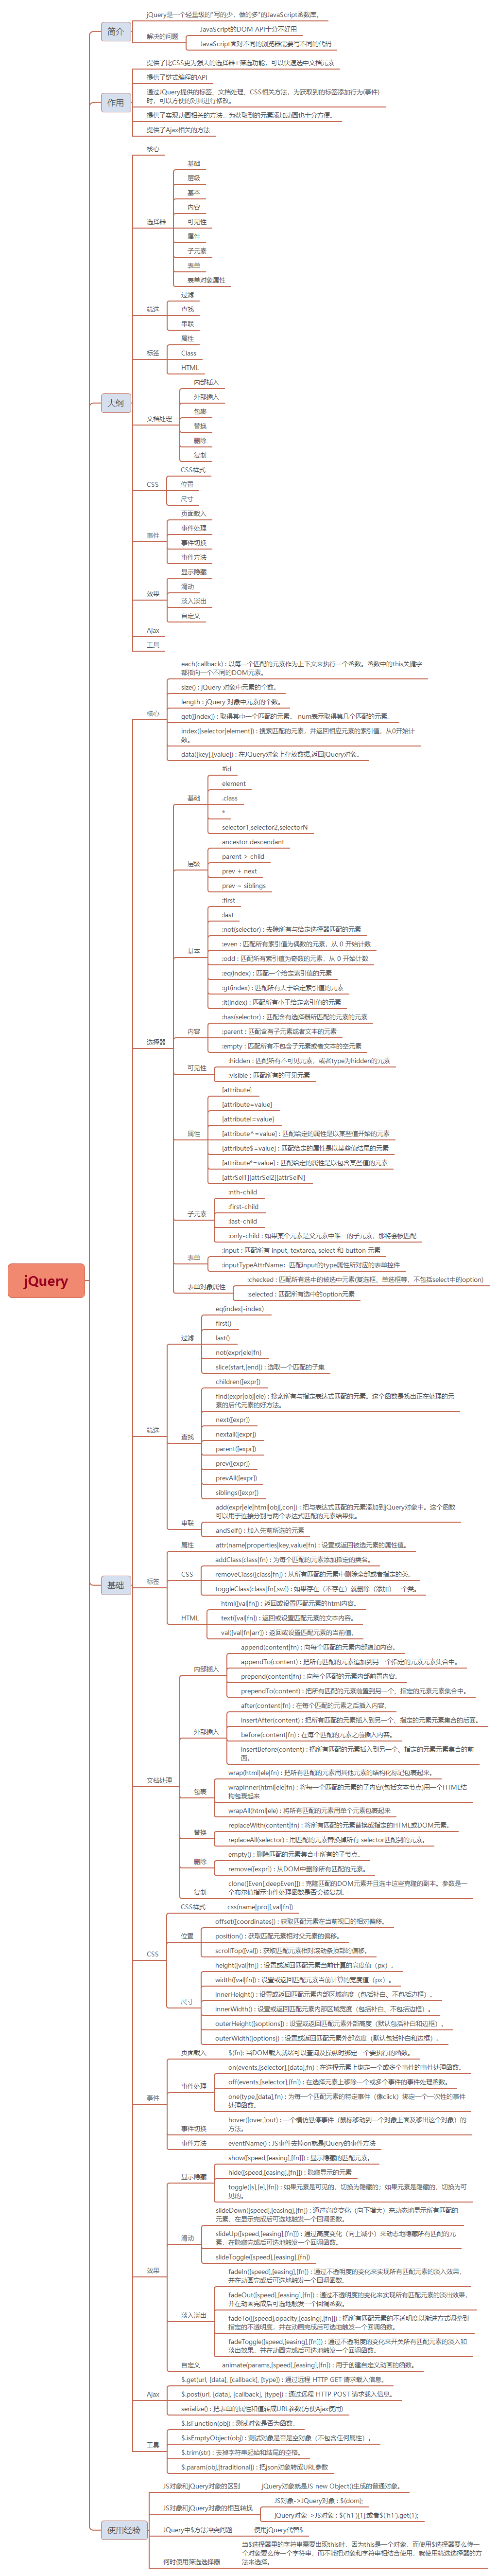 jQuery
简介
jQuery是一个轻量级的"写的少，做的多"的JavaScript函数库。
解决的问题
JavaScript的DOM API十分不好用
JavaScript面对不同的浏览器需要写不同的代码
作用
提供了比CSS更为强大的选择器+筛选功能，可以快速选中文档元素
提供了链式编程的API
通过JQuery提供的标签、文档处理、CSS相关方法，为获取到的标签添加行为(事件)
时，可以方便的对其进行修改。
提供了实现动画相关的方法，为获取到的元素添加动画也十分方便。
提供了Ajax相关的方法
大纲
核心
选择器
基础
层级
基本
内容
可见性
属性
子元素
表单
表单对象属性
筛选
过滤
查找
串联
标签
属性
Class
HTML
文档处理
内部插入
外部插入
包裹
替换
删除
复制
CSS
CSS样式
位置
尺寸
事件
页面载入
事件处理
事件切换
事件方法
效果
显示隐藏
滑动
淡入淡出
自定义
Ajax
工具
基础
核心
each(callback) : 以每一个匹配的元素作为上下文来执行一个函数。函数中的this关键字
都指向一个不同的DOM元素。
size() : jQuery 对象中元素的个数。
length : jQuery 对象中元素的个数。
get([index]) : 取得其中一个匹配的元素。 num表示取得第几个匹配的元素。
index([selector|element]) : 搜索匹配的元素，并返回相应元素的索引值，从0开始计
数。
data([key],[value]) : 在JQuery对象上存放数据,返回jQuery对象。
选择器
基础
#id
element
.class
*
selector1,selector2,selectorN
层级
ancestor descendant
parent > child
prev + next
prev ~ siblings
基本
:first
:last
:not(selector) : 去除所有与给定选择器匹配的元素
:even : 匹配所有索引值为偶数的元素，从 0 开始计数
:odd : 匹配所有索引值为奇数的元素，从 0 开始计数
:eq(index) : 匹配一个给定索引值的元素
:gt(index) : 匹配所有大于给定索引值的元素
:lt(index) : 匹配所有小于给定索引值的元素
内容
:has(selector) : 匹配含有选择器所匹配的元素的元素
:parent : 匹配含有子元素或者文本的元素
:empty : 匹配所有不包含子元素或者文本的空元素
可见性
:hidden : 匹配所有不可见元素，或者type为hidden的元素
:visible : 匹配所有的可见元素
属性
[attribute]
[attribute=value]
[attribute!=value]
[attribute^=value] : 匹配给定的属性是以某些值开始的元素
[attribute$=value] : 匹配给定的属性是以某些值结尾的元素
[attribute*=value] : 匹配给定的属性是以包含某些值的元素
[attrSel1][attrSel2][attrSelN]
子元素
:nth-child
:first-child
:last-child
:only-child : 如果某个元素是父元素中唯一的子元素，那将会被匹配
表单
:input : 匹配所有 input, textarea, select 和 button 元素
:inputTypeAttrName：匹配input的type属性所对应的表单控件
表单对象属性
:checked : 匹配所有选中的被选中元素(复选框、单选框等，不包括select中的option)
:selected : 匹配所有选中的option元素
筛选
过滤
eq(index|-index)
first()
last()
not(expr|ele|fn)
slice(start,[end]) : 选取一个匹配的子集
查找
children([expr])
find(expr|obj|ele) : 搜索所有与指定表达式匹配的元素。这个函数是找出正在处理的元
素的后代元素的好方法。
next([expr])
nextall([expr])
parent([expr])
prev([expr])
prevAll([expr])
siblings([expr])
串联
add(expr|ele|html|obj[,con]) : 把与表达式匹配的元素添加到jQuery对象中。这个函数
可以用于连接分别与两个表达式匹配的元素结果集。
andSelf() : 加入先前所选的元素
标签
属性
attr(name|properties|key,value|fn) : 设置或返回被选元素的属性值。
CSS
addClass(class|fn) : 为每个匹配的元素添加指定的类名。
removeClass([class|fn]) : 从所有匹配的元素中删除全部或者指定的类。
toggleClass(class|fn[,sw]) : 如果存在（不存在）就删除（添加）一个类。
HTML
html([val|fn]) : 返回或设置匹配元素的html内容。
text([val|fn]) : 返回或设置匹配元素的文本内容。
val([val|fn|arr]) : 返回或设置匹配元素的当前值。
文档处理
内部插入
append(content|fn) : 向每个匹配的元素内部追加内容。
appendTo(content) : 把所有匹配的元素追加到另一个指定的元素元素集合中。
prepend(content|fn) : 向每个匹配的元素内部前置内容。
prependTo(content) : 把所有匹配的元素前置到另一个、指定的元素元素集合中。
外部插入
after(content|fn) : 在每个匹配的元素之后插入内容。
insertAfter(content) : 把所有匹配的元素插入到另一个、指定的元素元素集合的后面。
before(content|fn) : 在每个匹配的元素之前插入内容。
insertBefore(content) : 把所有匹配的元素插入到另一个、指定的元素元素集合的前
面。
包裹
wrap(html|ele|fn) : 把所有匹配的元素用其他元素的结构化标记包裹起来。
wrapInner(html|ele|fn) : 将每一个匹配的元素的子内容(包括文本节点)用一个HTML结
构包裹起来
wrapAll(html|ele) : 将所有匹配的元素用单个元素包裹起来
替换
replaceWith(content|fn) : 将所有匹配的元素替换成指定的HTML或DOM元素。
replaceAll(selector) : 用匹配的元素替换掉所有 selector匹配到的元素。
删除
empty() : 删除匹配的元素集合中所有的子节点。
remove([expr]) : 从DOM中删除所有匹配的元素。
复制
clone([Even[,deepEven]]) : 克隆匹配的DOM元素并且选中这些克隆的副本。参数是一
个布尔值指示事件处理函数是否会被复制。
CSS
CSS样式
css(name|pro|[,val|fn])
位置
offset([coordinates]) : 获取匹配元素在当前视口的相对偏移。
position() : 获取匹配元素相对父元素的偏移。
scrollTop([val]) : 获取匹配元素相对滚动条顶部的偏移。
尺寸
height([val|fn]) : 设置或返回匹配元素当前计算的高度值（px）。
width([val|fn]) : 设置或返回匹配元素当前计算的宽度值（px）。
innerHeight() : 设置或返回匹配元素内部区域高度（包括补白、不包括边框）。
innerWidth() : 设置或返回匹配元素内部区域宽度（包括补白、不包括边框）。
outerHeight([soptions]) : 设置或返回匹配元素外部高度（默认包括补白和边框）。
outerWidth([options]) : 设置或返回匹配元素外部宽度（默认包括补白和边框）。
事件
页面载入
$(fn): 当DOM载入就绪可以查询及操纵时绑定一个要执行的函数。
事件处理
on(events,[selector],[data],fn) : 在选择元素上绑定一个或多个事件的事件处理函数。
off(events,[selector],[fn]) : 在选择元素上移除一个或多个事件的事件处理函数。
one(type,[data],fn) : 为每一个匹配元素的特定事件（像click）绑定一个一次性的事件
处理函数。
事件切换
hover([over,]out) : 一个模仿悬停事件（鼠标移动到一个对象上面及移出这个对象）的
方法。
事件方法
eventName() : JS事件去掉on就是jQuery的事件方法
效果
显示隐藏
show([speed,[easing],[fn]]) : 显示隐藏的匹配元素。
hide([speed,[easing],[fn]]) : 隐藏显示的元素
toggle([s],[e],[fn]) : 如果元素是可见的，切换为隐藏的；如果元素是隐藏的，切换为可
见的。
滑动
slideDown([speed],[easing],[fn]) : 通过高度变化（向下增大）来动态地显示所有匹配的
元素，在显示完成后可选地触发一个回调函数。
slideUp([speed,[easing],[fn]]) : 通过高度变化（向上减小）来动态地隐藏所有匹配的元
素，在隐藏完成后可选地触发一个回调函数。
slideToggle([speed],[easing],[fn])
淡入淡出
fadeIn([speed],[easing],[fn]) : 通过不透明度的变化来实现所有匹配元素的淡入效果，
并在动画完成后可选地触发一个回调函数。
fadeOut([speed],[easing],[fn]) : 通过不透明度的变化来实现所有匹配元素的淡出效果，
并在动画完成后可选地触发一个回调函数。
fadeTo([[speed],opacity,[easing],[fn]]) : 把所有匹配元素的不透明度以渐进方式调整到
指定的不透明度，并在动画完成后可选地触发一个回调函数。
fadeToggle([speed,[easing],[fn]]) : 通过不透明度的变化来开关所有匹配元素的淡入和
淡出效果，并在动画完成后可选地触发一个回调函数。
自定义
animate(params,[speed],[easing],[fn]) : 用于创建自定义动画的函数。
Ajax
$.get(url, [data], [callback], [type]) : 通过远程 HTTP GET 请求载入信息。
$.post(url, [data], [callback], [type]) : 通过远程 HTTP POST 请求载入信息。
serialize() : 把表单的属性和值转成URL参数(方便Ajax使用)
工具
$.isFunction(obj) : 测试对象是否为函数。
$.isEmptyObject(obj) : 测试对象是否是空对象（不包含任何属性）。
$.trim(str) : 去掉字符串起始和结尾的空格。
$.param(obj,[traditional]) : 把json对象转成URL参数
使用经验
JS对象和jQuery对象的区别
jQuery对象就是JS new Object()生成的普通对象。
JS对象和jQuery对象的相互转换
JS对象->JQuery对象 : $(dom);
jQuery对象->JS对象 : $('h1')[1];或者$('h1').get(1);
JQuery中$方法冲突问题
使用jQuery代替$
何时使用筛选选择器
当$选择器里的字符串需要出现this时，因为this是一个对象，而使用$选择器要么传一
个对象要么传一个字符串，而不能把对象和字符串相结合使用，就使用筛选选择器的方
法来选择。